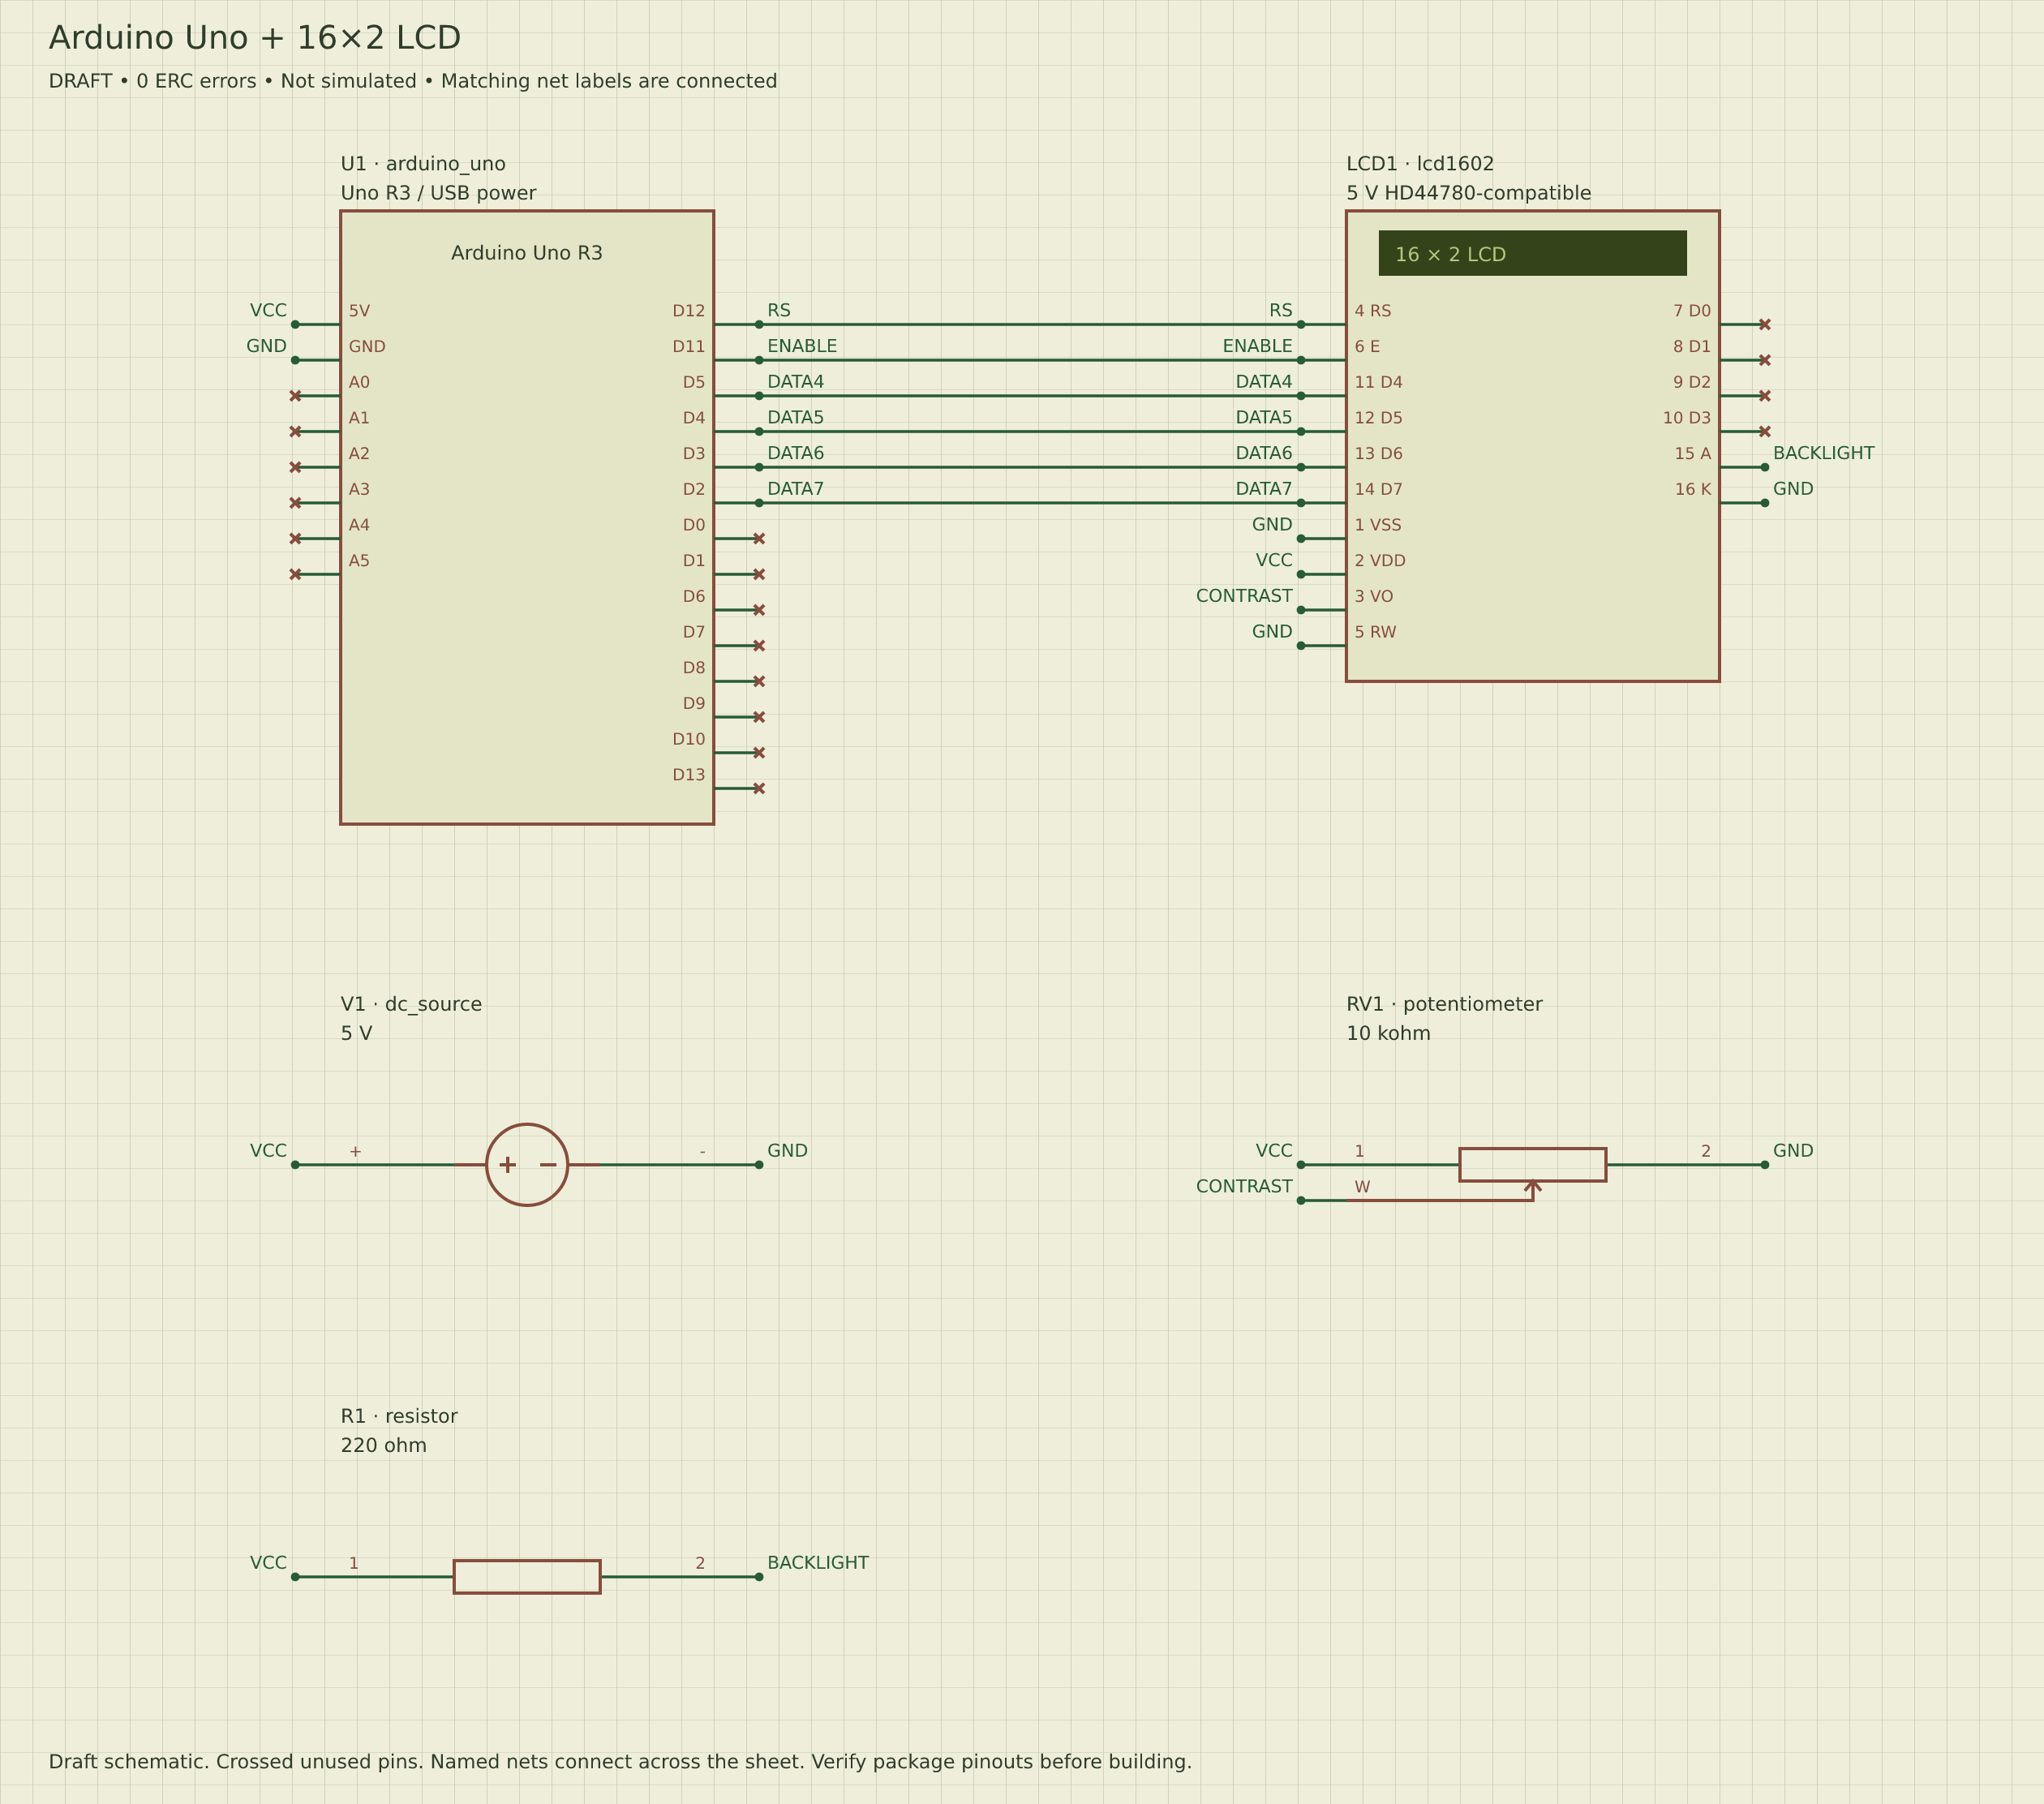 Arduino Uno + 16×2 LCD
DRAFT • 0 ERC errors • Not simulated • Matching net labels are connected
U1 · arduino_uno
Uno R3 / USB power
Arduino Uno R3
VCC
GND
5V
GND
A0
A1
A2
A3
A4
A5
D12
D11
D5
D4
D3
D2
D0
D1
D6
D7
D8
D9
D10
D13
RS
ENABLE
DATA4
DATA5
DATA6
DATA7
LCD1 · lcd1602
5 V HD44780-compatible
16 × 2 LCD
RS
ENABLE
DATA4
DATA5
DATA6
DATA7
GND
VCC
CONTRAST
GND
4 RS
6 E
11 D4
12 D5
13 D6
14 D7
1 VSS
2 VDD
3 VO
5 RW
7 D0
8 D1
9 D2
10 D3
15 A
16 K
BACKLIGHT
GND
V1 · dc_source
5 V
VCC
+
-
GND
RV1 · potentiometer
10 kohm
VCC
1
2
GND
CONTRAST
W
R1 · resistor
220 ohm
VCC
1
2
BACKLIGHT
Draft schematic. Crossed unused pins. Named nets connect across the sheet. Verify package pinouts before building.